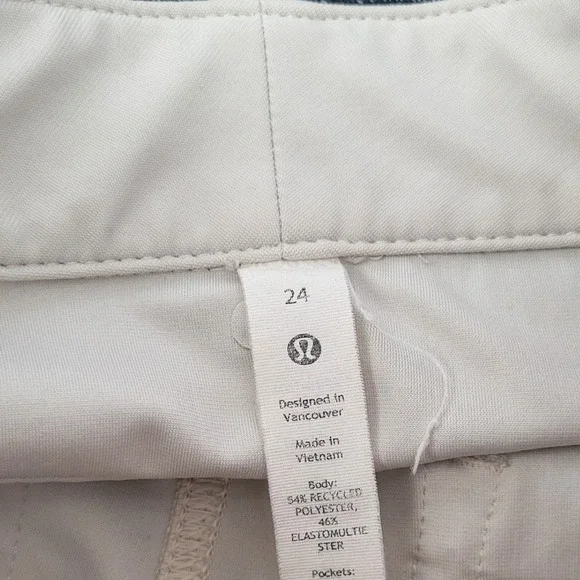 24
Designed in
Vancouver
Made in
Vietnam
Body:
54% RECYCLED
POLYESTER,
46%
ELASTOMULTIE
STER
Pockets: